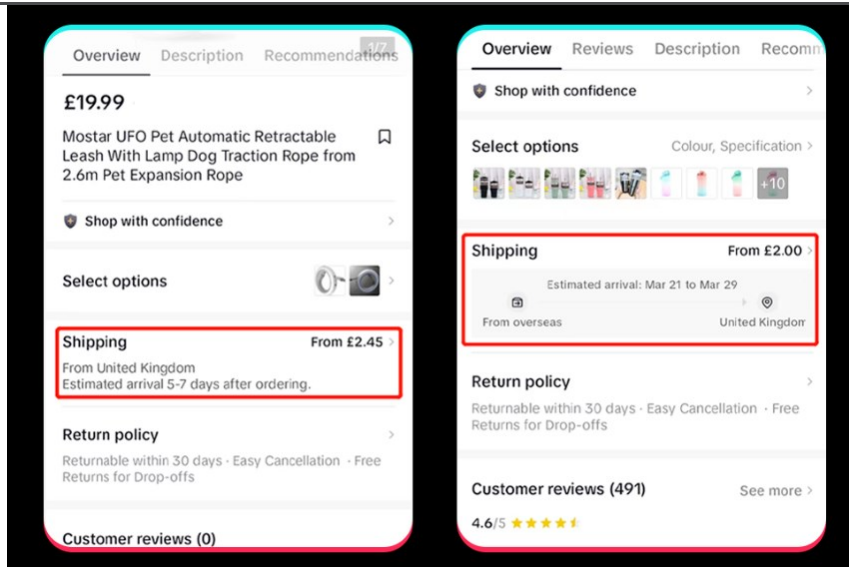 Overview Description Recommendations
1/7
£19.99
Mostar UFO Pet Automatic Retractable
Leash With Lamp Dog Traction Rope from
2.6m Pet Expansion Rope
Shop with confidence
Select options
Shipping From £2.45
From United Kingdom
Estimated arrival 5-7 days after ordering.
Return policy
Returnable within 30 days · Easy Cancellation · Free
Returns for Drop-offs
Customer reviews (0)
Overview Reviews Description Recomn
Shop with confidence
Select options Colour, Specification
+10
Shipping From £2.00
Estimated arrival: Mar 21 to Mar 29
From overseas United Kingdom
Return policy
Returnable within 30 days · Easy Cancellation · Free
Returns for Drop-offs
Customer reviews (491) See more
4.6/5